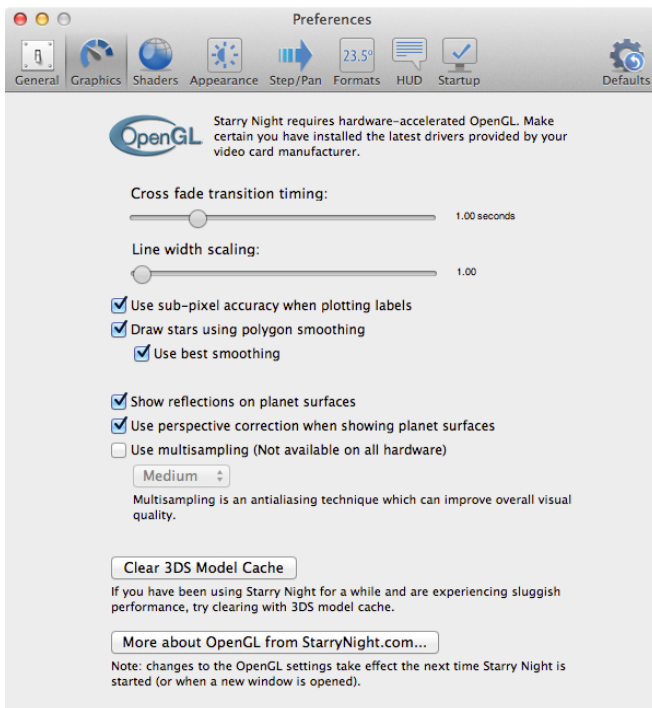 Preferences
General Graphics Shaders Appearance Step/Pan 23.5° Formats HUD Startup Defaults
OpenGL
Starry Night requires hardware-accelerated OpenGL. Make
certain you have installed the latest drivers provided by your
video card manufacturer.
Cross fade transition timing:
1.00 seconds
Line width scaling:
1.00
Use sub-pixel accuracy when plotting labels
Draw stars using polygon smoothing
Use best smoothing
Show reflections on planet surfaces
Use perspective correction when showing planet surfaces
Use multisampling (Not available on all hardware)
Medium
Multisampling is an antialiasing technique which can improve overall visual
quality.
Clear 3DS Model Cache
If you have been using Starry Night for a while and are experiencing sluggish
performance, try clearing with 3DS model cache.
More about OpenGL from StarryNight.com...
Note: changes to the OpenGL settings take effect the next time Starry Night is
started (or when a new window is opened).